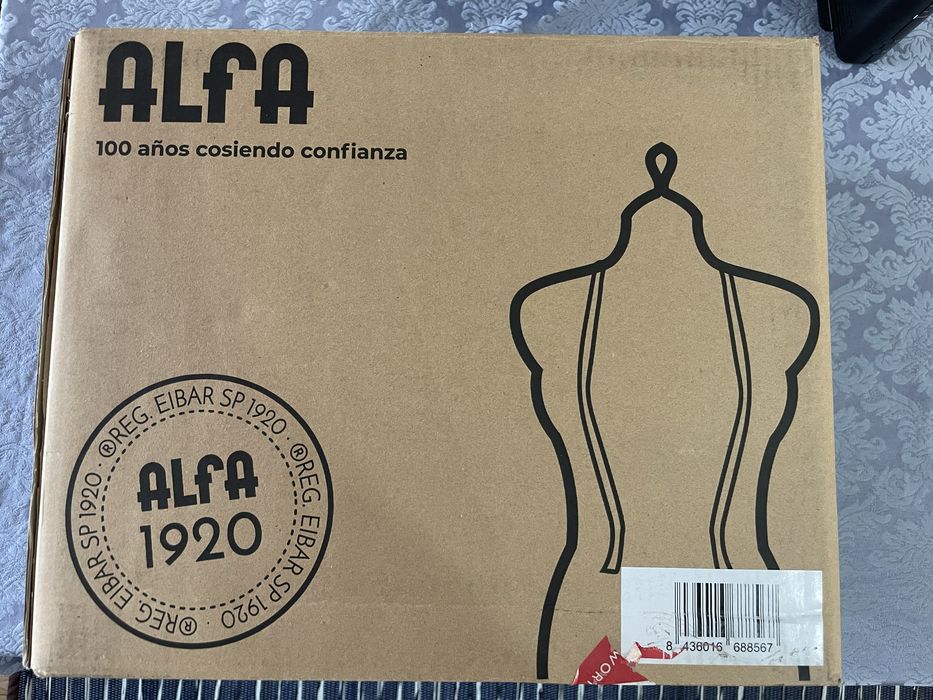 ALFA
100 años cosiendo confianza
®REG. EIBAR SP 1920 · ®REG. EIBAR SP 1920 · ®REG. EIBAR SP 1920 ·
ALFA
1920
8 436016 688567